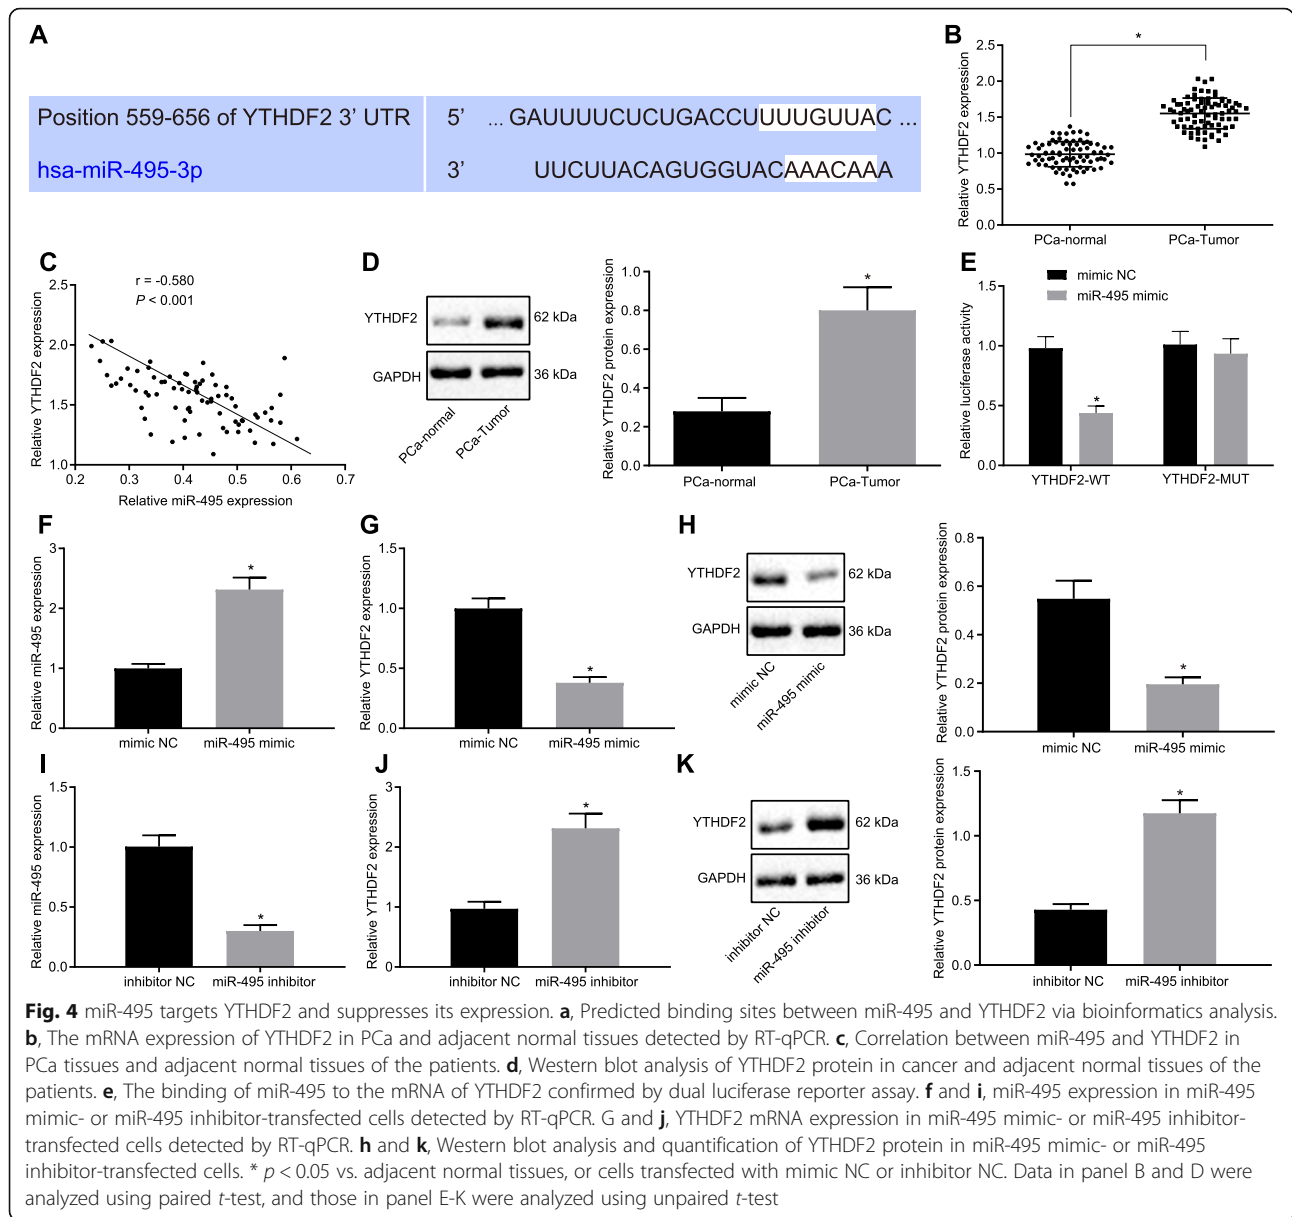 A
Position 559-656 of YTHDF2 3’ UTR 5’ ... GAUUUUCUCUGACCUUUUGUUAC ...
hsa-miR-495-3p 3’ UUCUUACAGUGGUACAAACAAA
B
Relative YTHDF2 expression
2.5
2.0
1.5
1.0
0.5
0.0
*
PCa-normal PCa-Tumor
C
Relative YTHDF2 expression
2.5
2.0
1.5
1.0
r = -0.580
P < 0.001
0.2 0.3 0.4 0.5 0.6 0.7
Relative miR-495 expression
D
YTHDF2 62 kDa
GAPDH 36 kDa
PCa-normal PCa-Tumor
Relative YTHDF2 protein expression
1.0
0.8
0.6
0.4
0.2
0.0
*
PCa-normal PCa-Tumor
E
mimic NC
miR-495 mimic
Relative luciferase activity
1.5
1.0
0.5
0.0
*
YTHDF2-WT YTHDF2-MUT
F
Relative miR-495 expression
3
2
1
0
*
mimic NC miR-495 mimic
G
Relative YTHDF2 expression
1.5
1.0
0.5
0.0
*
mimic NC miR-495 mimic
H
YTHDF2 62 kDa
GAPDH 36 kDa
mimic NC miR-495 mimic
Relative YTHDF2 protein expression
0.8
0.6
0.4
0.2
0.0
*
mimic NC miR-495 mimic
I
Relative miR-495 expression
1.5
1.0
0.5
0.0
*
inhibitor NC miR-495 inhibitor
J
Relative YTHDF2 expression
3
2
1
0
*
inhibitor NC miR-495 inhibitor
K
YTHDF2 62 kDa
GAPDH 36 kDa
inhibitor NC miR-495 inhibitor
Relative YTHDF2 protein expression
1.5
1.0
0.5
0.0
*
inhibitor NC miR-495 inhibitor
Fig. 4 miR-495 targets YTHDF2 and suppresses its expression. a, Predicted binding sites between miR-495 and YTHDF2 via bioinformatics analysis.
b, The mRNA expression of YTHDF2 in PCa and adjacent normal tissues detected by RT-qPCR. c, Correlation between miR-495 and YTHDF2 in
PCa tissues and adjacent normal tissues of the patients. d, Western blot analysis of YTHDF2 protein in cancer and adjacent normal tissues of the
patients. e, The binding of miR-495 to the mRNA of YTHDF2 confirmed by dual luciferase reporter assay. f and i, miR-495 expression in miR-495
mimic- or miR-495 inhibitor-transfected cells detected by RT-qPCR. G and j, YTHDF2 mRNA expression in miR-495 mimic- or miR-495 inhibitor-
transfected cells detected by RT-qPCR. h and k, Western blot analysis and quantification of YTHDF2 protein in miR-495 mimic- or miR-495
inhibitor-transfected cells. * p < 0.05 vs. adjacent normal tissues, or cells transfected with mimic NC or inhibitor NC. Data in panel B and D were
analyzed using paired t-test, and those in panel E-K were analyzed using unpaired t-test